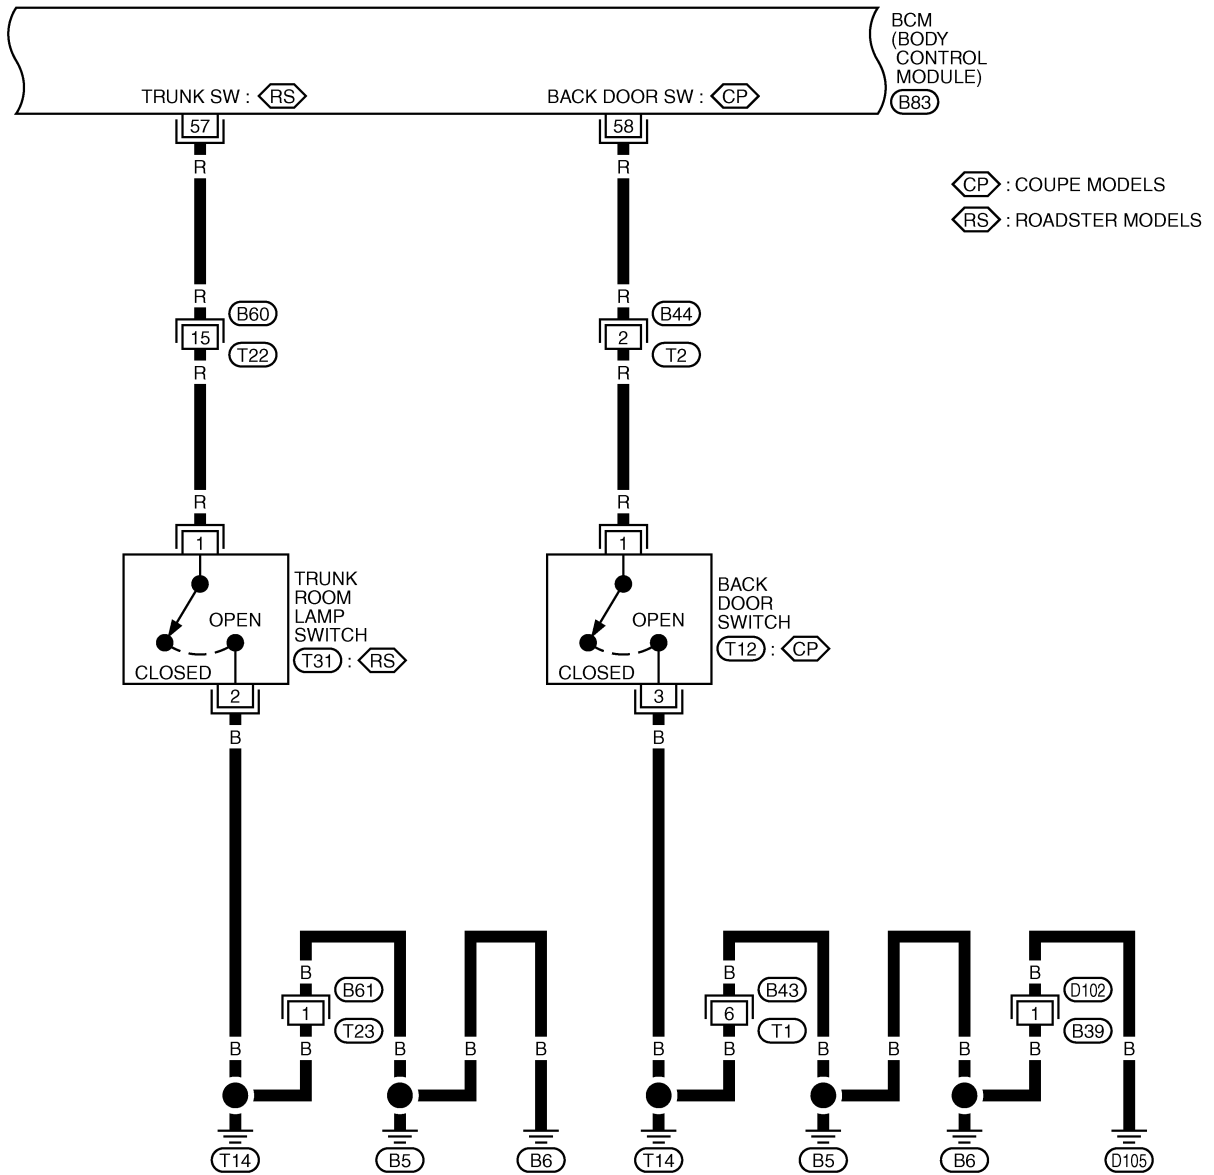 BCM
(BODY
CONTROL
MODULE)
B83
TRUNK SW : RS
BACK DOOR SW : CP
57
58
R
R
CP : COUPE MODELS
RS : ROADSTER MODELS
R
R
B60
B44
15
2
T22
T2
R
R
R
R
1
1
TRUNK
ROOM
LAMP
SWITCH
T31 : RS
OPEN
CLOSED
BACK
DOOR
SWITCH
T12 : CP
OPEN
CLOSED
2
3
B
B
B
B
B
B61
B43
D102
1
6
1
T23
T1
B39
B
B
B
B
B
B
B
B
B
B
B
B
T14
B5
B6
T14
B5
B6
D105